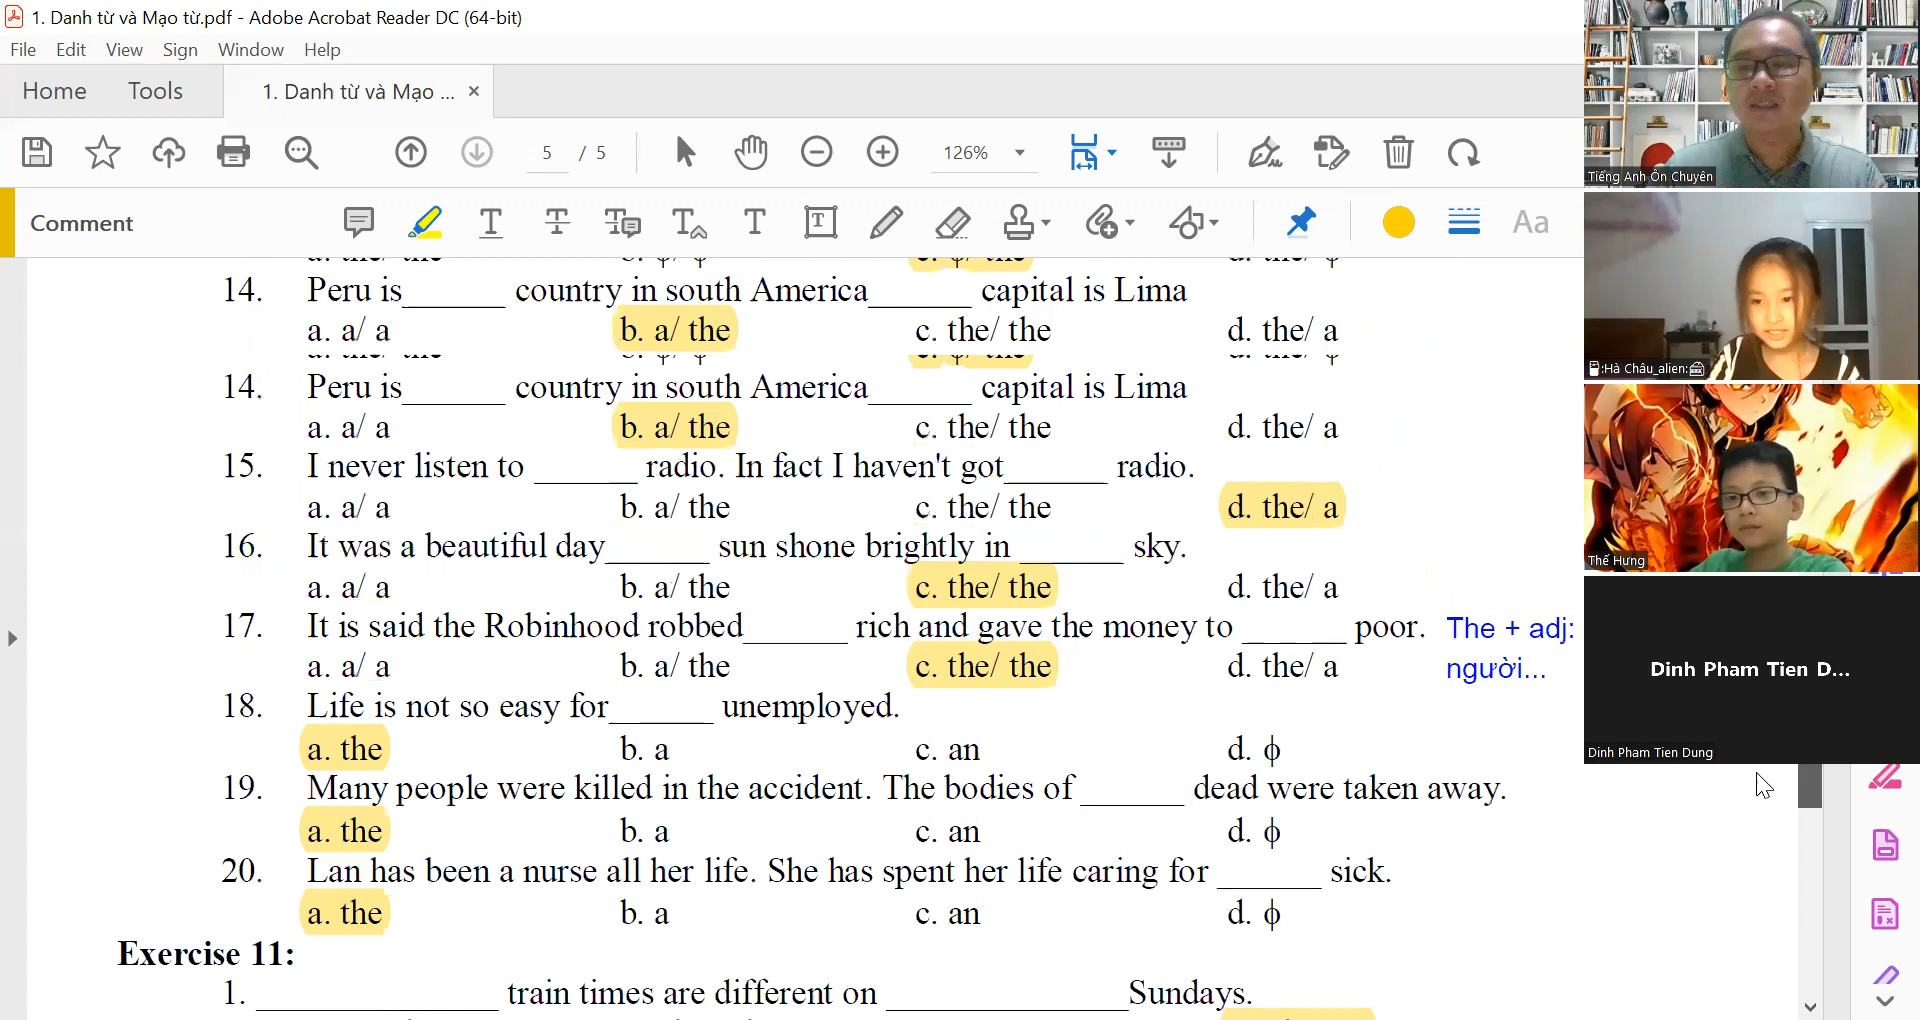 1. Danh từ và Mạo từ.pdf - Adobe Acrobat Reader DC (64-bit)
File Edit View Sign Window Help
Home Tools 1. Danh từ và Mạo ... ×
5 / 5 126%
Comment Aa
14. Peru is______ country in south America______ capital is Lima
a. a/ a b. a/ the c. the/ the d. the/ a
14. Peru is______ country in south America______ capital is Lima
a. a/ a b. a/ the c. the/ the d. the/ a
15. I never listen to ______ radio. In fact I haven't got______ radio.
a. a/ a b. a/ the c. the/ the d. the/ a
16. It was a beautiful day______ sun shone brightly in ______ sky.
a. a/ a b. a/ the c. the/ the d. the/ a
17. It is said the Robinhood robbed______ rich and gave the money to ______ poor. The + adj:
a. a/ a b. a/ the c. the/ the d. the/ a người...
18. Life is not so easy for______ unemployed.
a. the b. a c. an d. ϕ
19. Many people were killed in the accident. The bodies of ______ dead were taken away.
a. the b. a c. an d. ϕ
20. Lan has been a nurse all her life. She has spent her life caring for ______ sick.
a. the b. a c. an d. ϕ
Exercise 11:
1. ______________ train times are different on ______________Sundays.
Tiếng Anh Ôn Chuyên
:Hà Châu_alien:
Thế Hưng
Dinh Pham Tien D...
Dinh Pham Tien Dung